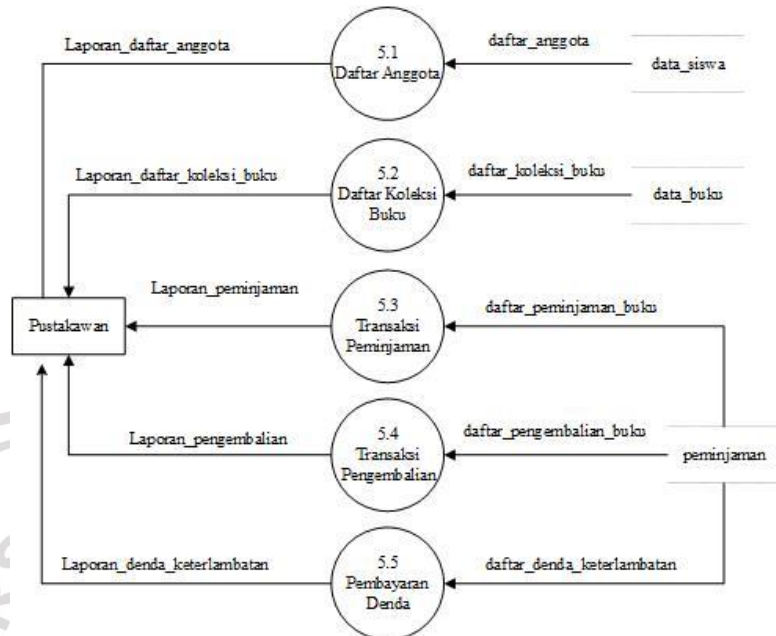 Laporan_daftar_anggota
5.1
Daftar Anggota
daftar_anggota
data_siswa
Laporan_daftar_koleksi_buku
5.2
Daftar Koleksi
Buku
daftar_koleksi_buku
data_buku
Laporan_peminjaman
5.3
Transaksi
Peminjaman
daftar_peminjaman_buku
Pustakawan
Laporan_pengembalian
5.4
Transaksi
Pengembalian
daftar_pengembalian_buku
peminjaman
Laporan_denda_keterlambatan
5.5
Pembayaran
Denda
daftar_denda_keterlambatan